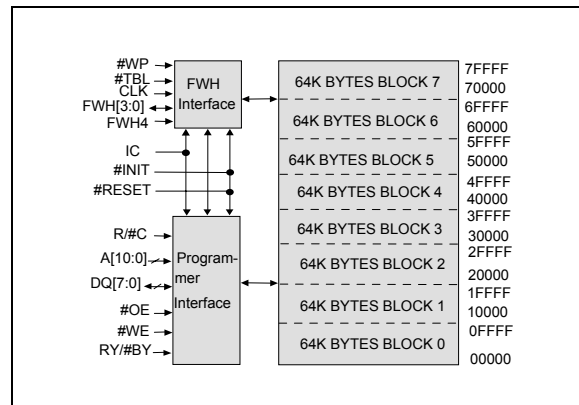 #WP
#TBL
CLK
FWH[3:0]
FWH4
FWH
Interface
IC
#INIT
#RESET
R/#C
A[10:0]
DQ[7:0]
#OE
#WE
RY/#BY
Program-
mer
Interface
64K BYTES BLOCK 7
7FFFF
70000
64K BYTES BLOCK 6
6FFFF
60000
64K BYTES BLOCK 5
5FFFF
50000
64K BYTES BLOCK 4
4FFFF
40000
64K BYTES BLOCK 3
3FFFF
30000
64K BYTES BLOCK 2
2FFFF
20000
64K BYTES BLOCK 1
1FFFF
10000
64K BYTES BLOCK 0
0FFFF
00000